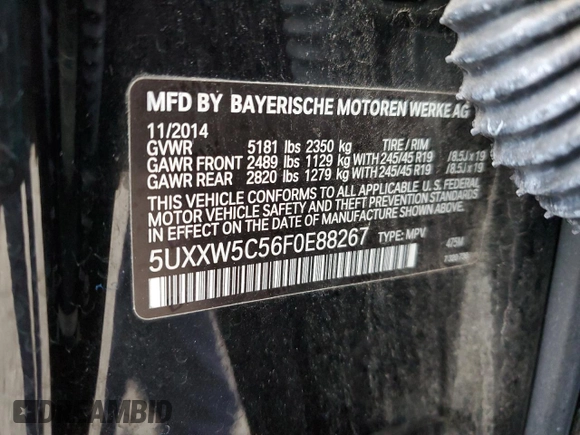 MFD BY BAYERISCHE MOTOREN WERKE AG
11/2014
GVWR 5181 lbs 2350 kg TIRE / RIM
GAWR FRONT 2489 lbs 1129 kg WITH 245/45 R19 /8.5J x 19
GAWR REAR 2820 lbs 1279 kg WITH 245/45 R19 /8.5J x 19
THIS VEHICLE CONFORMS TO ALL APPLICABLE U.S. FEDERAL
MOTOR VEHICLE SAFETY AND THEFT PREVENTION STANDARDS
IN EFFECT ON THE DATE OF MANUFACTURE SHOWN ABOVE.
5UXXW5C56F0E88267 TYPE: MPV 475M
DREAMBID